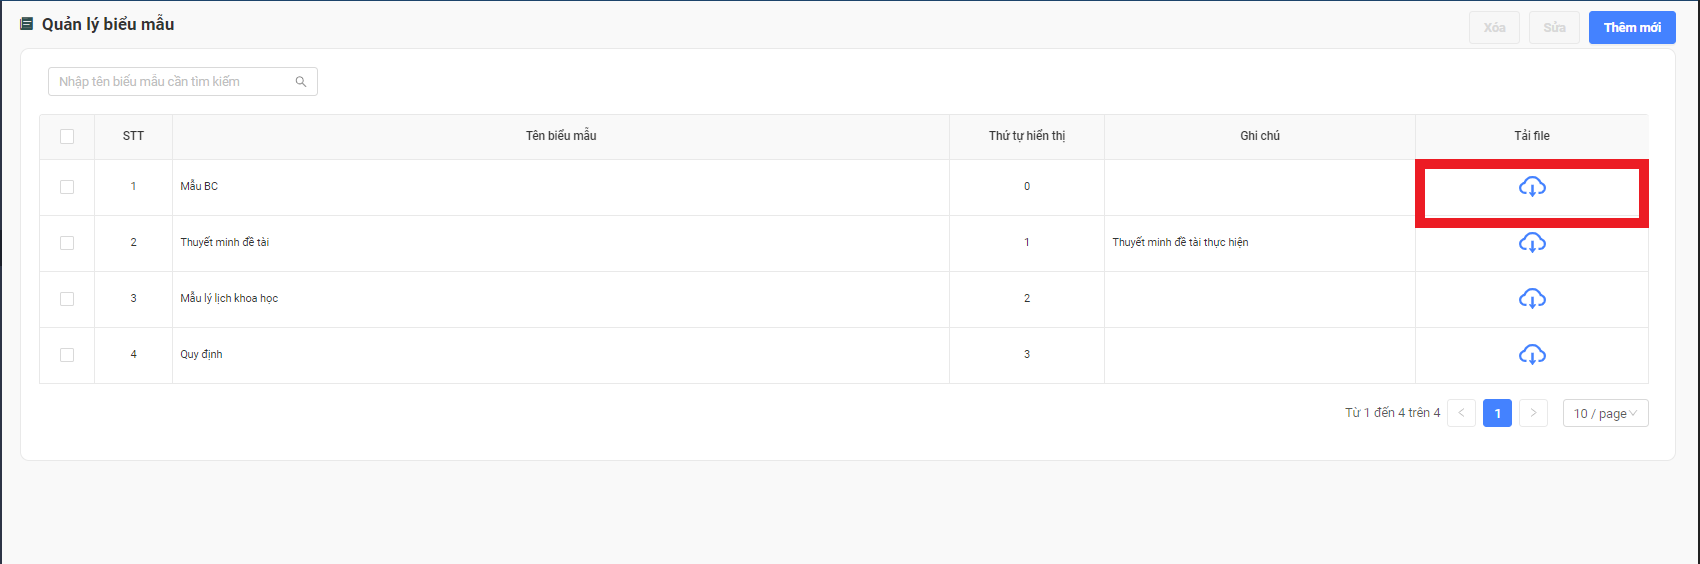 Quản lý biểu mẫu
Xóa Sửa Thêm mới
Nhập tên biểu mẫu cần tìm kiếm
STT Tên biểu mẫu Thứ tự hiển thị Ghi chú Tải file
1 Mẫu BC 0
2 Thuyết minh đề tài 1 Thuyết minh đề tài thực hiện
3 Mẫu lý lịch khoa học 2
4 Quy định 3
Từ 1 đến 4 trên 4 < 1 > 10 / page